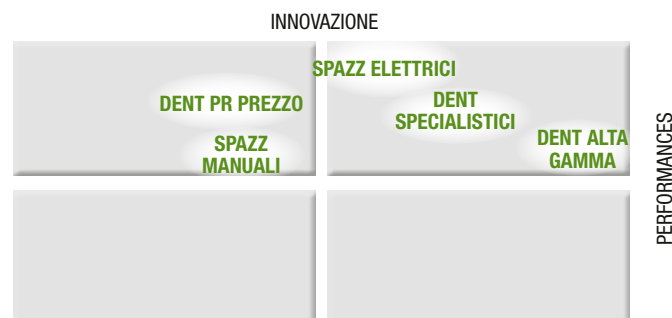 INNOVAZIONE
SPAZZ ELETTRICI
DENT PR PREZZO
DENT
SPECIALISTICI
SPAZZ
MANUALI
DENT ALTA
GAMMA
PERFORMANCES